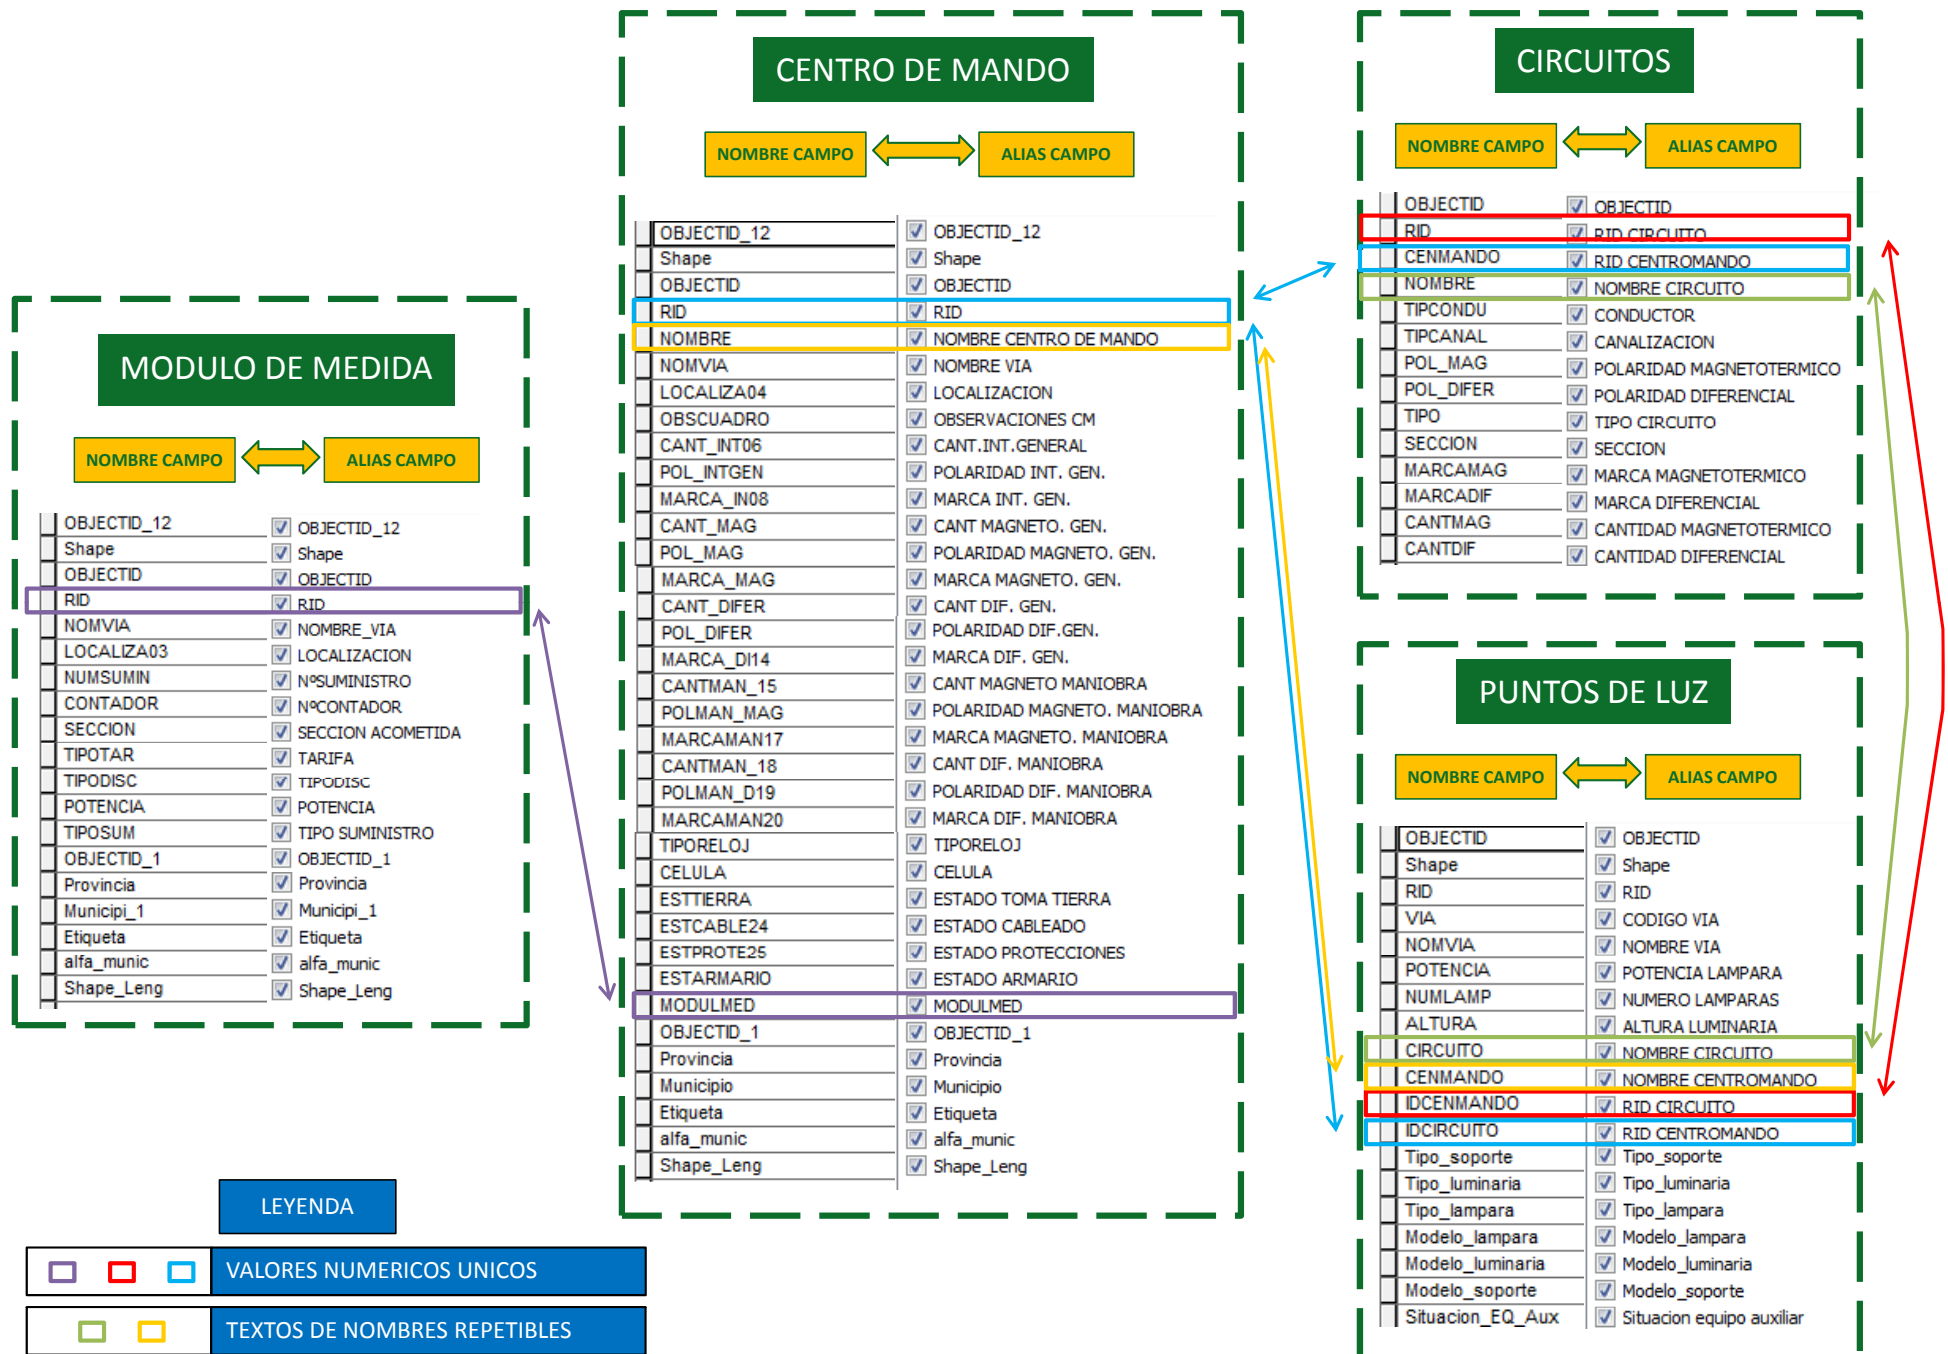 MODULO DE MEDIDA
NOMBRE CAMPO ALIAS CAMPO
OBJECTID_12 OBJECTID_12
Shape Shape
OBJECTID OBJECTID
RID RID
NOMVIA NOMBRE_VIA
LOCALIZA03 LOCALIZACION
NUMSUMIN NºSUMINISTRO
CONTADOR NºCONTADOR
SECCION SECCION ACOMETIDA
TIPOTAR TARIFA
TIPODISC TIPODISC
POTENCIA POTENCIA
TIPOSUM TIPO SUMINISTRO
OBJECTID_1 OBJECTID_1
Provincia Provincia
Municipi_1 Municipi_1
Etiqueta Etiqueta
alfa_munic alfa_munic
Shape_Leng Shape_Leng
CENTRO DE MANDO
NOMBRE CAMPO ALIAS CAMPO
OBJECTID_12 OBJECTID_12
Shape Shape
OBJECTID OBJECTID
RID RID
NOMBRE NOMBRE CENTRO DE MANDO
NOMVIA NOMBRE VIA
LOCALIZA04 LOCALIZACION
OBSCUADRO OBSERVACIONES CM
CANT_INT06 CANT.INT.GENERAL
POL_INTGEN POLARIDAD INT. GEN.
MARCA_IN08 MARCA INT. GEN.
CANT_MAG CANT MAGNETO. GEN.
POL_MAG POLARIDAD MAGNETO. GEN.
MARCA_MAG MARCA MAGNETO. GEN.
CANT_DIFER CANT DIF. GEN.
POL_DIFER POLARIDAD DIF.GEN.
MARCA_DI14 MARCA DIF. GEN.
CANTMAN_15 CANT MAGNETO MANIOBRA
POLMAN_MAG POLARIDAD MAGNETO. MANIOBRA
MARCAMAN17 MARCA MAGNETO. MANIOBRA
CANTMAN_18 CANT DIF. MANIOBRA
POLMAN_D19 POLARIDAD DIF. MANIOBRA
MARCAMAN20 MARCA DIF. MANIOBRA
TIPORELOJ TIPORELOJ
CELULA CELULA
ESTTIERRA ESTADO TOMA TIERRA
ESTCABLE24 ESTADO CABLEADO
ESTPROTE25 ESTADO PROTECCIONES
ESTARMARIO ESTADO ARMARIO
MODULMED MODULMED
OBJECTID_1 OBJECTID_1
Provincia Provincia
Municipio Municipio
Etiqueta Etiqueta
alfa_munic alfa_munic
Shape_Leng Shape_Leng
CIRCUITOS
NOMBRE CAMPO ALIAS CAMPO
OBJECTID OBJECTID
RID RID CIRCUITO
CENMANDO RID CENTROMANDO
NOMBRE NOMBRE CIRCUITO
TIPCONDU CONDUCTOR
TIPCANAL CANALIZACION
POL_MAG POLARIDAD MAGNETOTERMICO
POL_DIFER POLARIDAD DIFERENCIAL
TIPO TIPO CIRCUITO
SECCION SECCION
MARCAMAG MARCA MAGNETOTERMICO
MARCADIF MARCA DIFERENCIAL
CANTMAG CANTIDAD MAGNETOTERMICO
CANTDIF CANTIDAD DIFERENCIAL
PUNTOS DE LUZ
NOMBRE CAMPO ALIAS CAMPO
OBJECTID OBJECTID
Shape Shape
RID RID
VIA CODIGO VIA
NOMVIA NOMBRE VIA
POTENCIA POTENCIA LAMPARA
NUMLAMP NUMERO LAMPARAS
ALTURA ALTURA LUMINARIA
CIRCUITO NOMBRE CIRCUITO
CENMANDO NOMBRE CENTROMANDO
IDCENMANDO RID CIRCUITO
IDCIRCUITO RID CENTROMANDO
Tipo_soporte Tipo_soporte
Tipo_luminaria Tipo_luminaria
Tipo_lampara Tipo_lampara
Modelo_lampara Modelo_lampara
Modelo_luminaria Modelo_luminaria
Modelo_soporte Modelo_soporte
Situacion_EQ_Aux Situacion equipo auxiliar
LEYENDA
VALORES NUMERICOS UNICOS
TEXTOS DE NOMBRES REPETIBLES